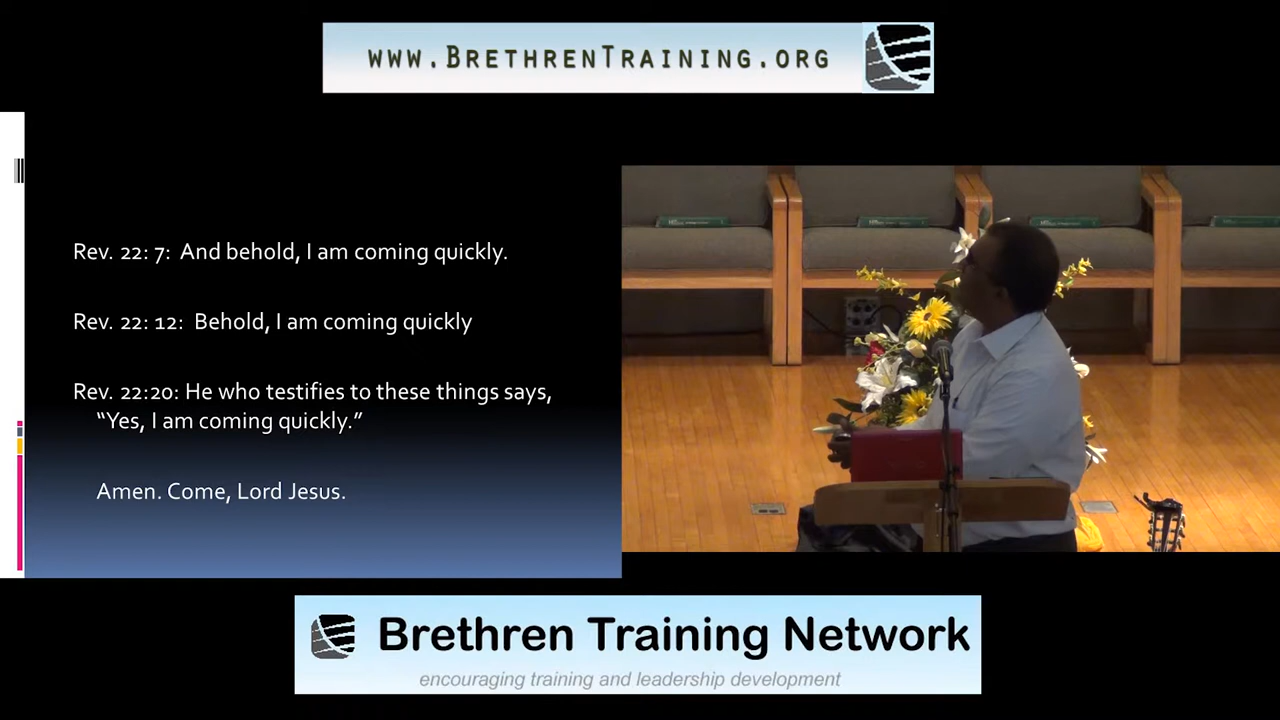 www.BrethrenTraining.org
Rev. 22: 7: And behold, I am coming quickly.
Rev. 22: 12: Behold, I am coming quickly
Rev. 22:20: He who testifies to these things says,
“Yes, I am coming quickly.”
Amen. Come, Lord Jesus.
Brethren Training Network
encouraging training and leadership development